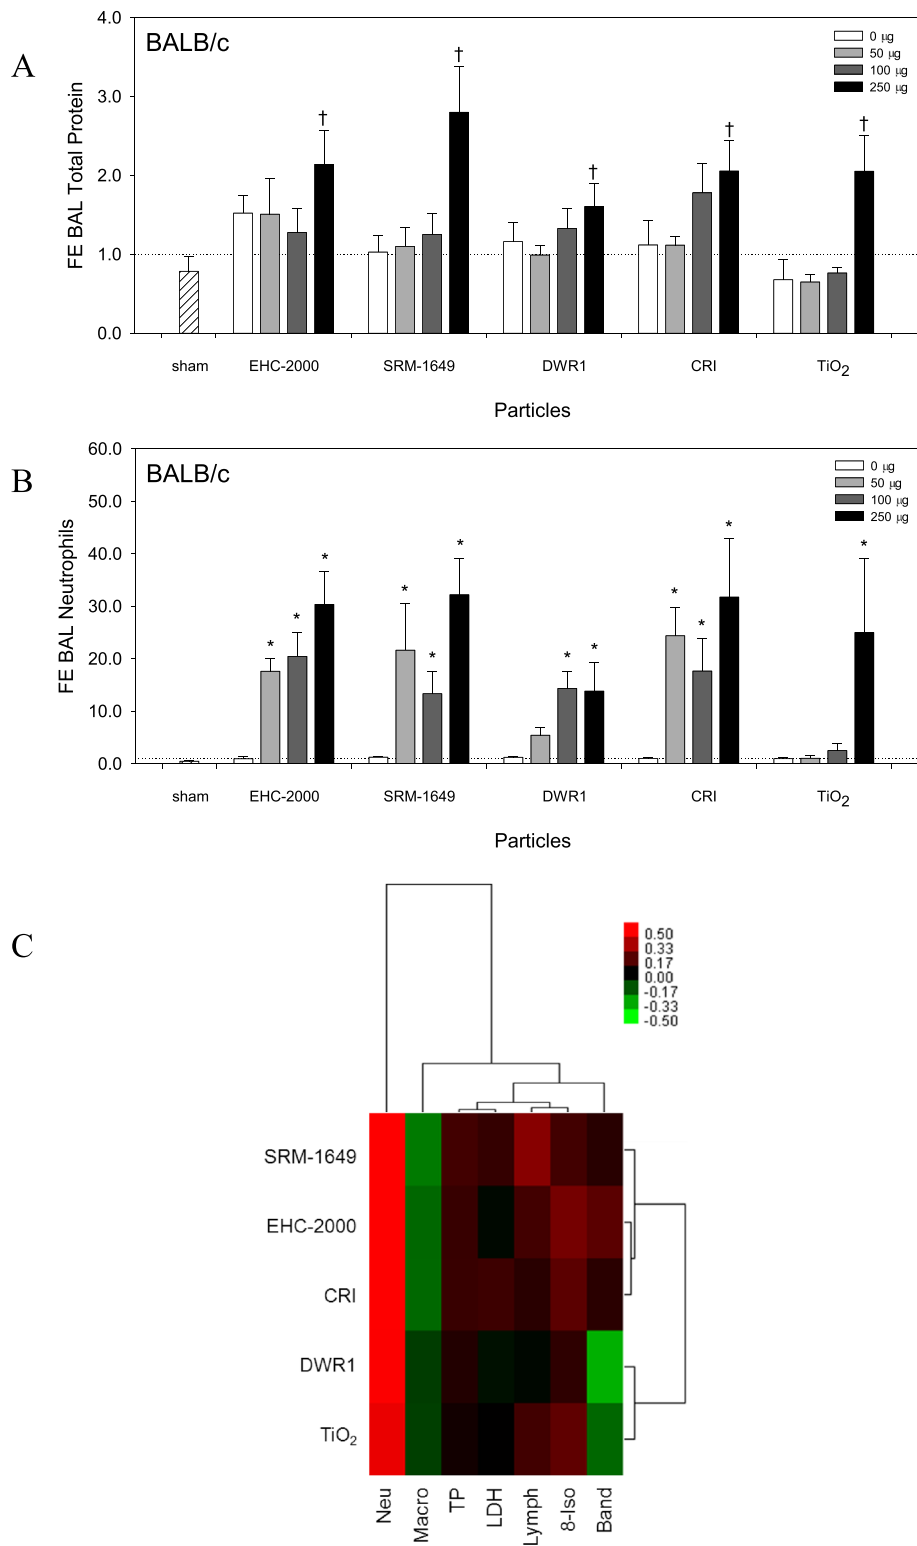 A
BALB/c
4.0
3.0
2.0
1.0
0.0
FE BAL Total Protein
0 µg
50 µg
100 µg
250 µg
† † † † †
sham EHC-2000 SRM-1649 DWR1 CRI TiO2
Particles
B
BALB/c
60.0
50.0
40.0
30.0
20.0
10.0
0.0
FE BAL Neutrophils
0 µg
50 µg
100 µg
250 µg
* * * * * * * * * * * *
sham EHC-2000 SRM-1649 DWR1 CRI TiO2
Particles
C
0.50
0.33
0.17
0.00
-0.17
-0.33
-0.50
SRM-1649
EHC-2000
CRI
DWR1
TiO2
Neu
Macro
TP
LDH
Lymph
8-Iso
Band